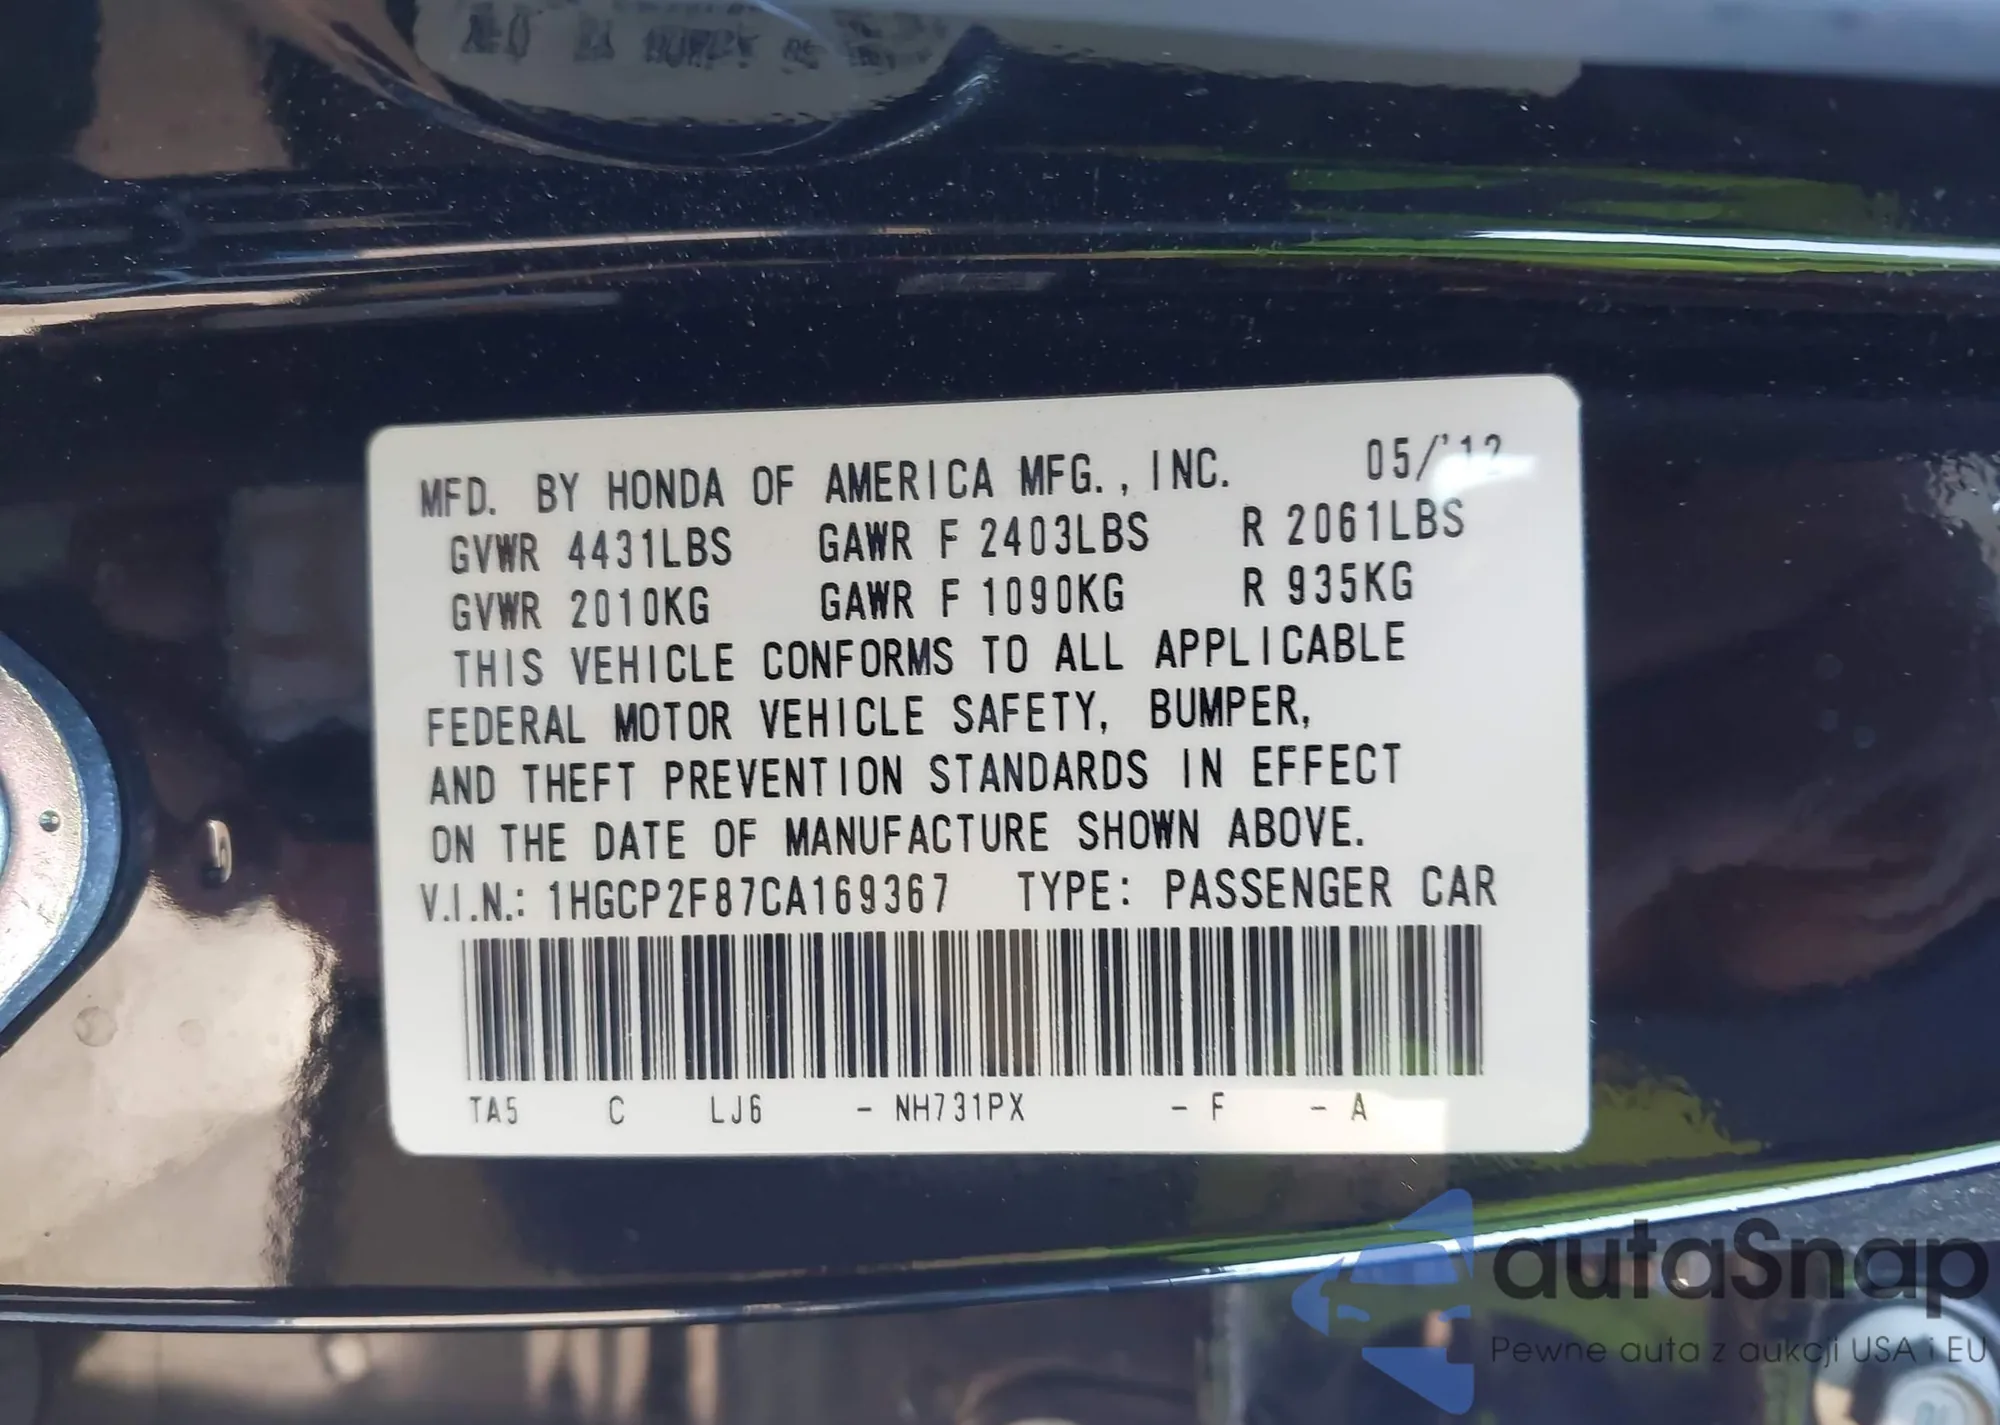 MFD. BY HONDA OF AMERICA MFG., INC. 05/'12
GVWR 4431LBS GAWR F 2403LBS R 2061LBS
GVWR 2010KG GAWR F 1090KG R 935KG
THIS VEHICLE CONFORMS TO ALL APPLICABLE
FEDERAL MOTOR VEHICLE SAFETY, BUMPER,
AND THEFT PREVENTION STANDARDS IN EFFECT
ON THE DATE OF MANUFACTURE SHOWN ABOVE.
V.I.N.: 1HGCP2F87CA169367 TYPE: PASSENGER CAR
TA5 C LJ6 - NH731PX - F - A
autaSnap
Pewne auta z aukcji USA i EU